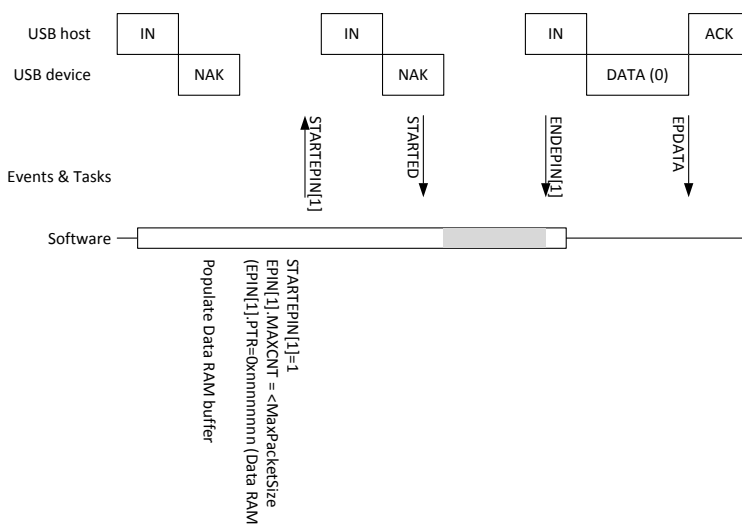 USB host
IN
IN
IN
ACK
USB device
NAK
NAK
DATA (0)
Events & Tasks
STARTEPIN[1]
STARTED
ENDEPIN[1]
EPDATA
Software
STARTEPIN[1]=1
EPIN[1].MAXCNT = <MaxPacketSize
(EPIN[1].PTR=0xnnnnnnnn (Data RAM
Populate Data RAM buffer